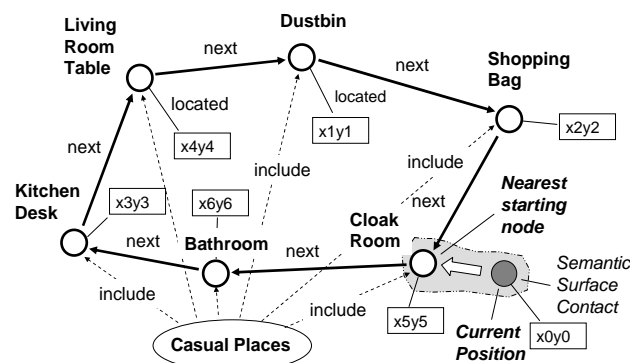 Dustbin
Living
Room
Table
next
next
Shopping
Bag
located
located
x4y4
x1y1
x2y2
next
include
include
Nearest
starting
node
next
Kitchen
Desk
x3y3
x6y6
Cloak
Room
next
Bathroom
next
Semantic
Surface
Contact
include
include
x5y5
Current
Position
x0y0
Casual Places